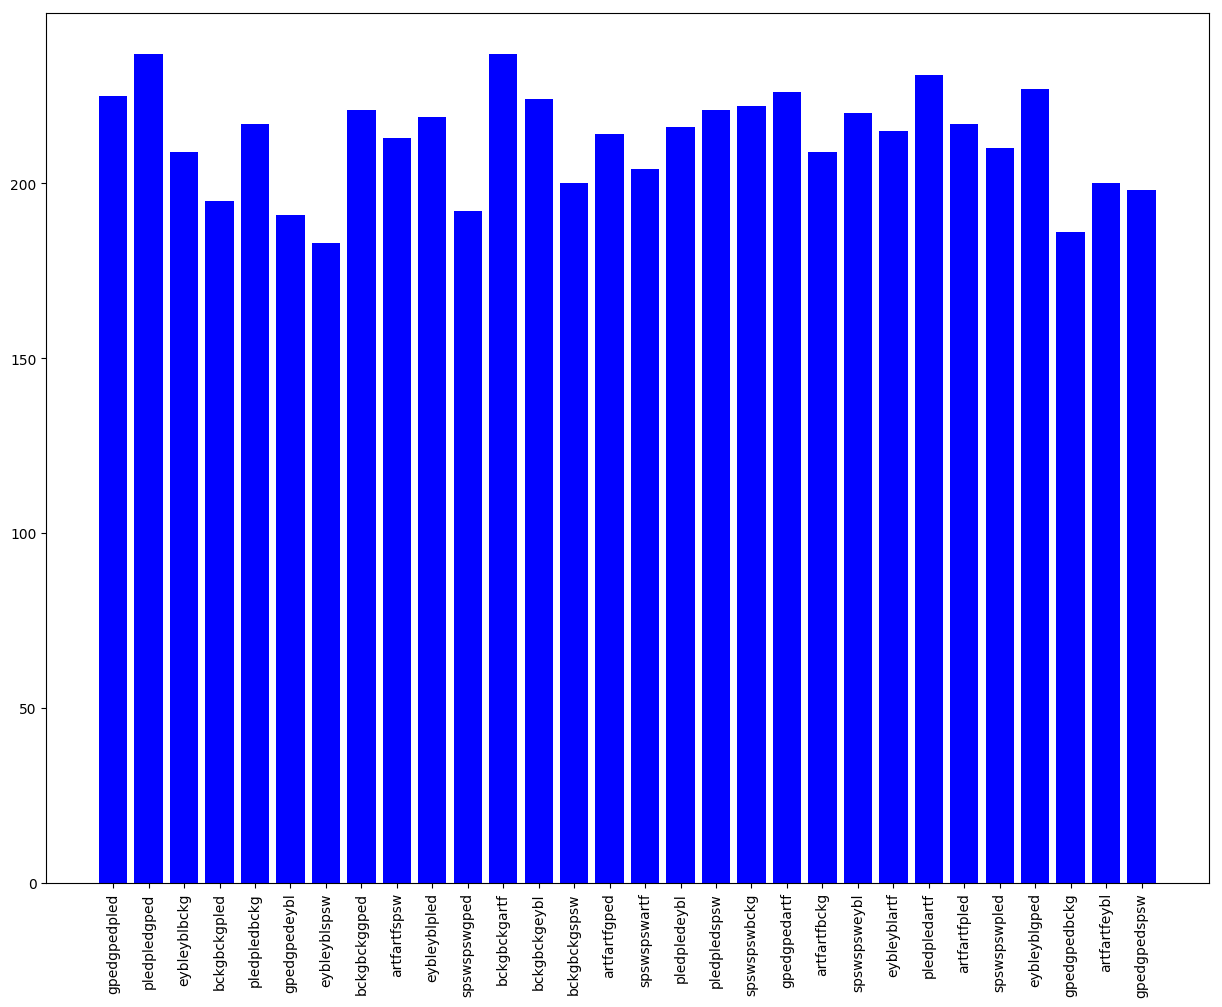 200
150
100
50
0
gpedgpedpled
pledpledgped
eybleyblbckg
bckgbckgpled
pledpledbckg
gpedgpedeybl
eybleyblspsw
bckgbckggped
artfartfspsw
eybleyblpled
spswspswgped
bckgbckgartf
bckgbckgeybl
bckgbckgspsw
artfartfgped
spswspswartf
pledpledeybl
pledpledspsw
spswspswbckg
gpedgpedartf
artfartfbckg
spswspsweybl
eybleyblartf
pledpledartf
artfartfpled
spswspswpled
eybleyblgped
gpedgpedbckg
artfartfeybl
gpedgpedspsw